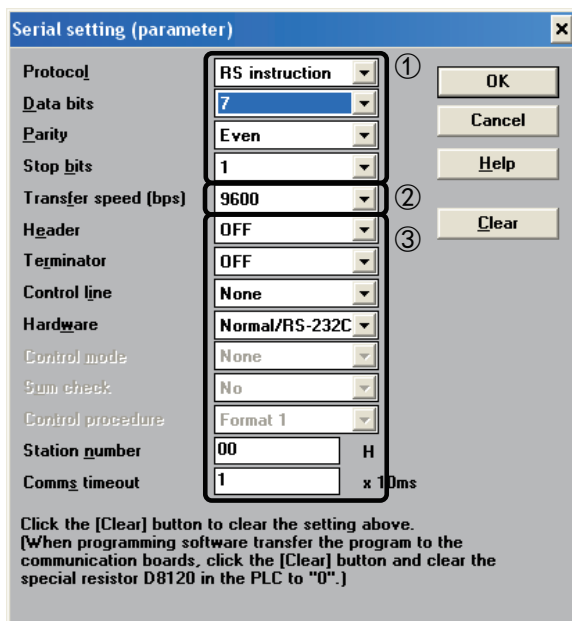 Serial setting (parameter)
Protocol RS instruction ① OK
Data bits 7
Parity Even Cancel
Stop bits 1 Help
Transfer speed (bps) 9600 ②
Header OFF ③ Clear
Terminator OFF
Control line None
Hardware Normal/RS-232C
Control mode None
Sum check No
Control procedure Format 1
Station number 00 H
Comms timeout 1 x 10ms
Click the [Clear] button to clear the setting above.
(When programming software transfer the program to the
communication boards, click the [Clear] button and clear the
special resistor D8120 in the PLC to "0".)